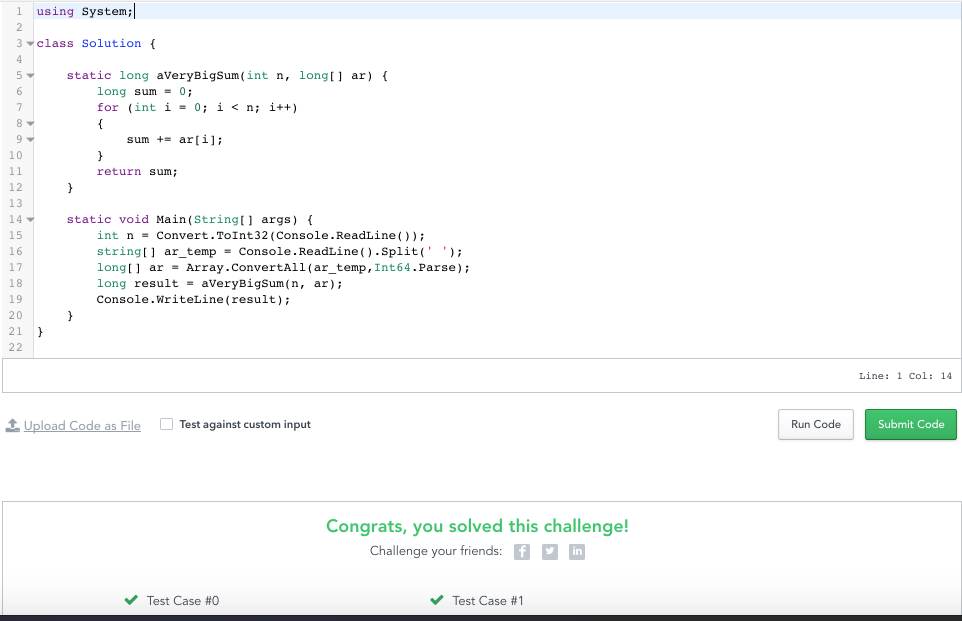 1 using System;
2
3 class Solution {
4
5     static long aVeryBigSum(int n, long[] ar) {
6         long sum = 0;
7         for (int i = 0; i < n; i++)
8         {
9             sum += ar[i];
10         }
11         return sum;
12     }
13
14     static void Main(String[] args) {
15         int n = Convert.ToInt32(Console.ReadLine());
16         string[] ar_temp = Console.ReadLine().Split(' ');
17         long[] ar = Array.ConvertAll(ar_temp,Int64.Parse);
18         long result = aVeryBigSum(n, ar);
19         Console.WriteLine(result);
20     }
21 }
22
Line: 1 Col: 14
Upload Code as File Test against custom input Run Code Submit Code
Congrats, you solved this challenge!
Challenge your friends: f in
Test Case #0 Test Case #1